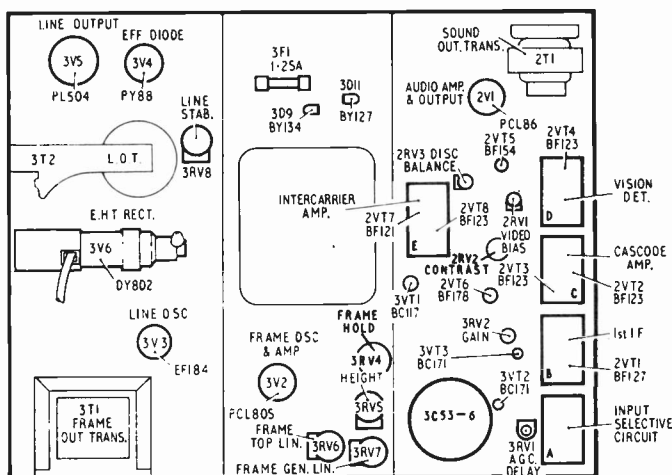 LINE OUTPUT
3V5
PL504
EFF DIODE
3V4
PY88
LINE
STAB.
3RV8
3T2
L.O.T.
E.H.T RECT.
3V6
DY802
LINE OSC
3V3
EF184
3T1
FRAME
OUT TRANS.
3F1
1·25A
3D9
BY134
3D11
BY127
INTERCARRIER
AMP.
2VT7
BF121
2VT8
BF123
E
FRAME OSC
& AMP
3V2
PCL805
FRAME
HOLD
3RV4
HEIGHT
3RV5
FRAME
TOP LIN.
3RV6
FRAME GEN. LIN.
3RV7
SOUND
OUT. TRANS.
2T1
AUDIO AMP.
& OUTPUT
2V1
PCL86
2VT5
BF154
2VT4
BF123
2RV3 DISC
BALANCE
2RV1
VIDEO
BIAS
VISION
DET.
D
2RV2
CONTRAST
2VT3
BF123
CASCODE
AMP.
C
2VT2
BF123
3VT1
BC117
2VT6
BF178
3RV2
GAIN
3VT3
BC171
1st I F
B
2VT1
BF127
3C53-6
3VT2
BC171
3RV1
A.G.C.
DELAY
INPUT
SELECTIVE
CIRCUIT
A